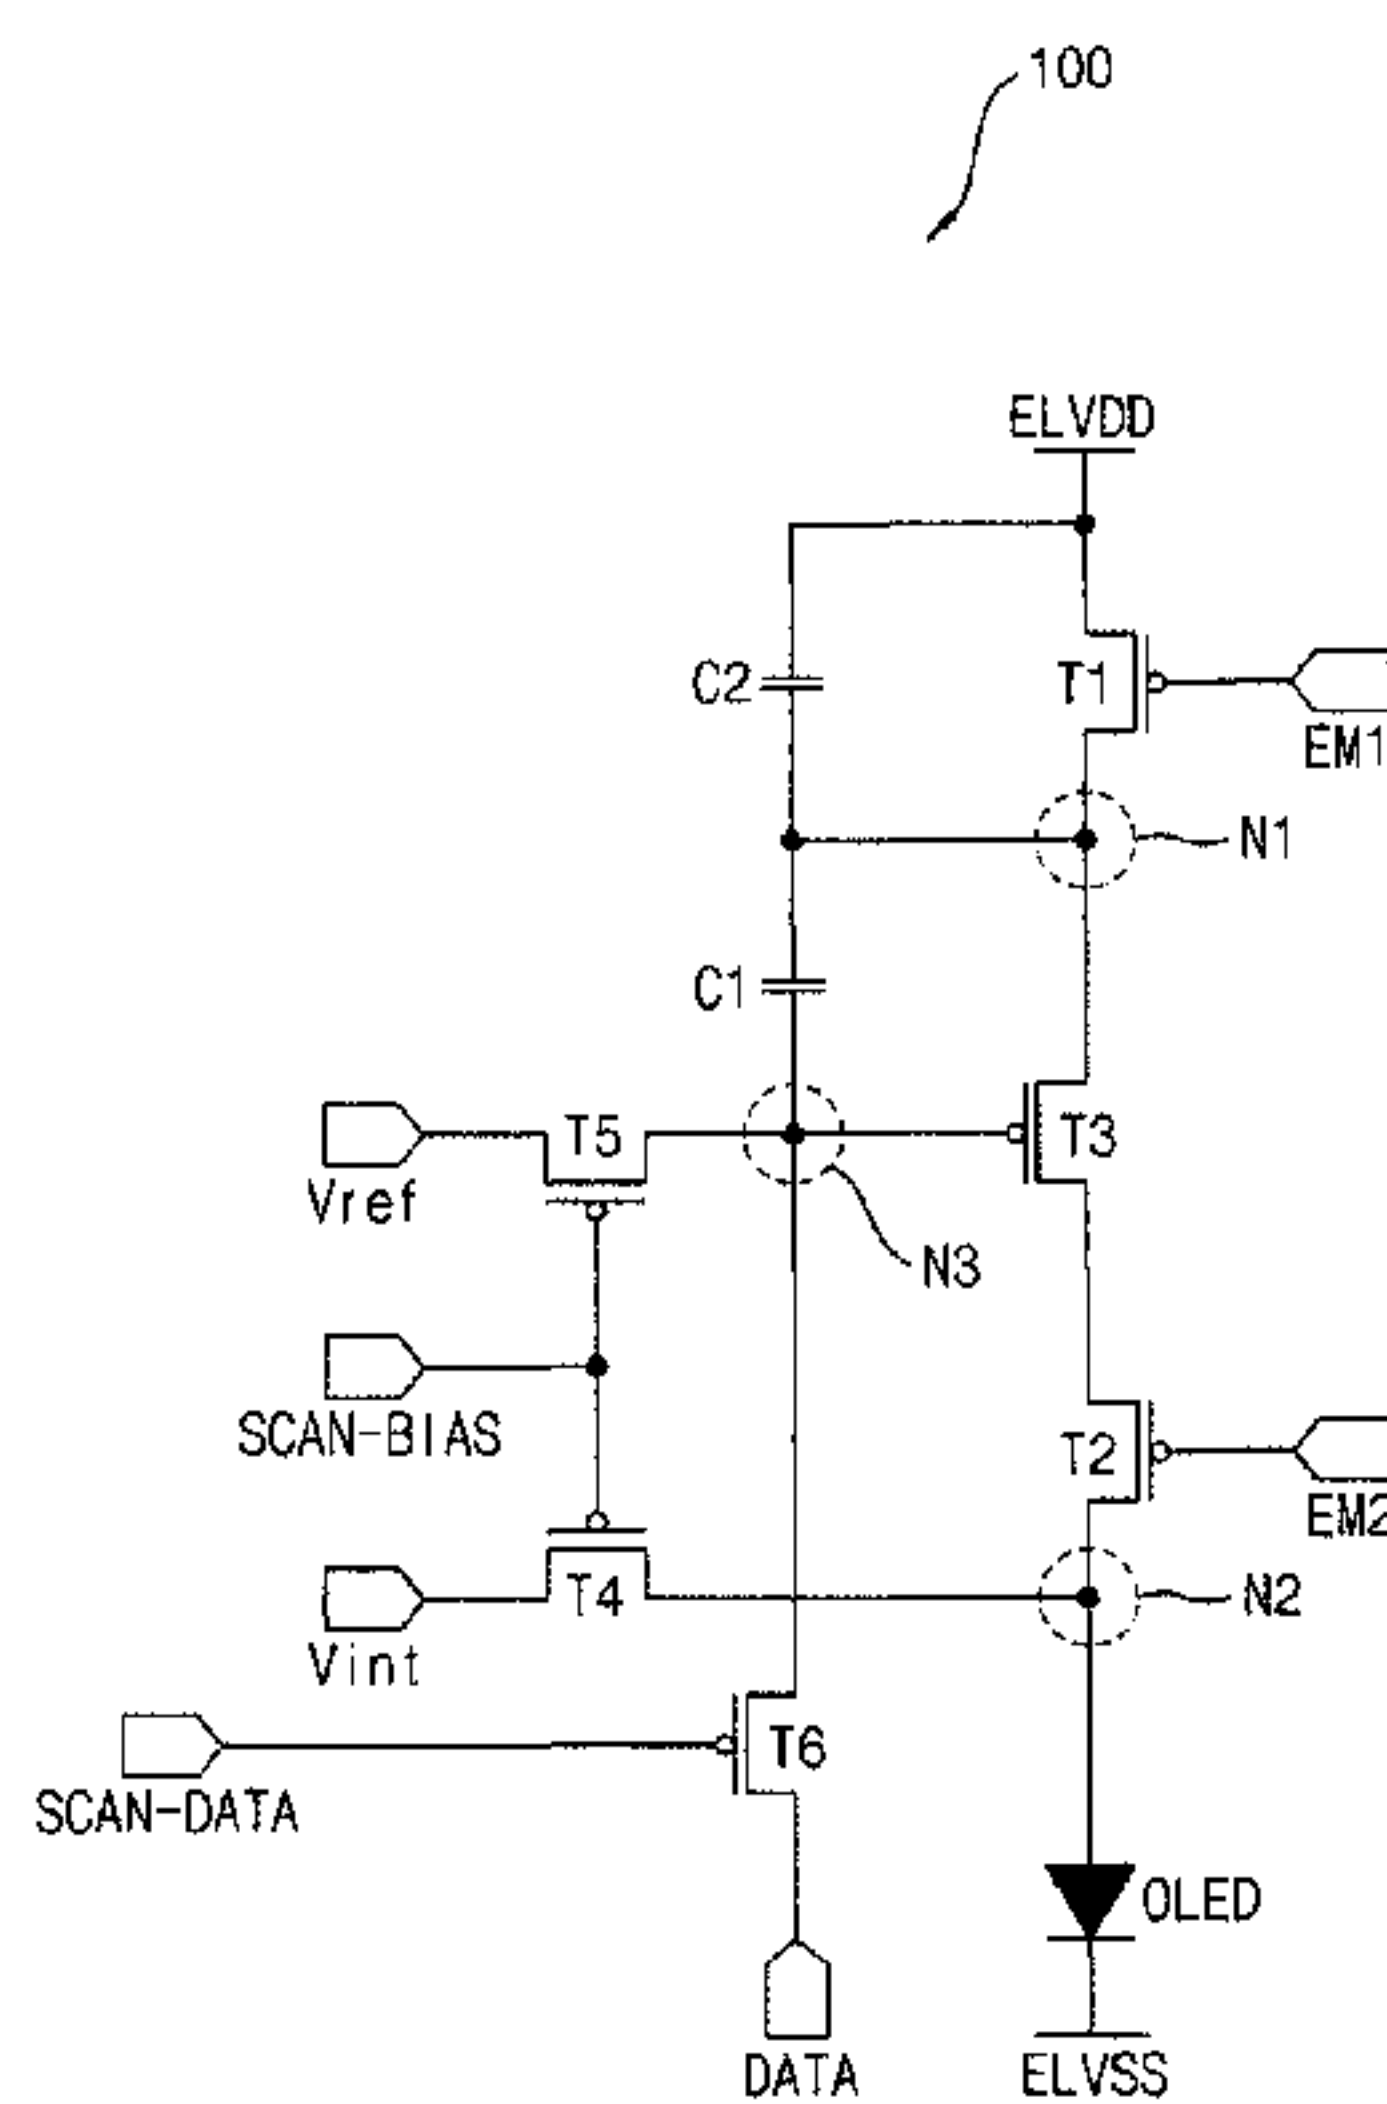 100
ELVDD
C2
T1
EM1
N1
C1
T5
T3
Vref
N3
SCAN-BIAS
T2
EM2
T4
N2
Vint
T6
SCAN-DATA
OLED
DATA
ELVSS